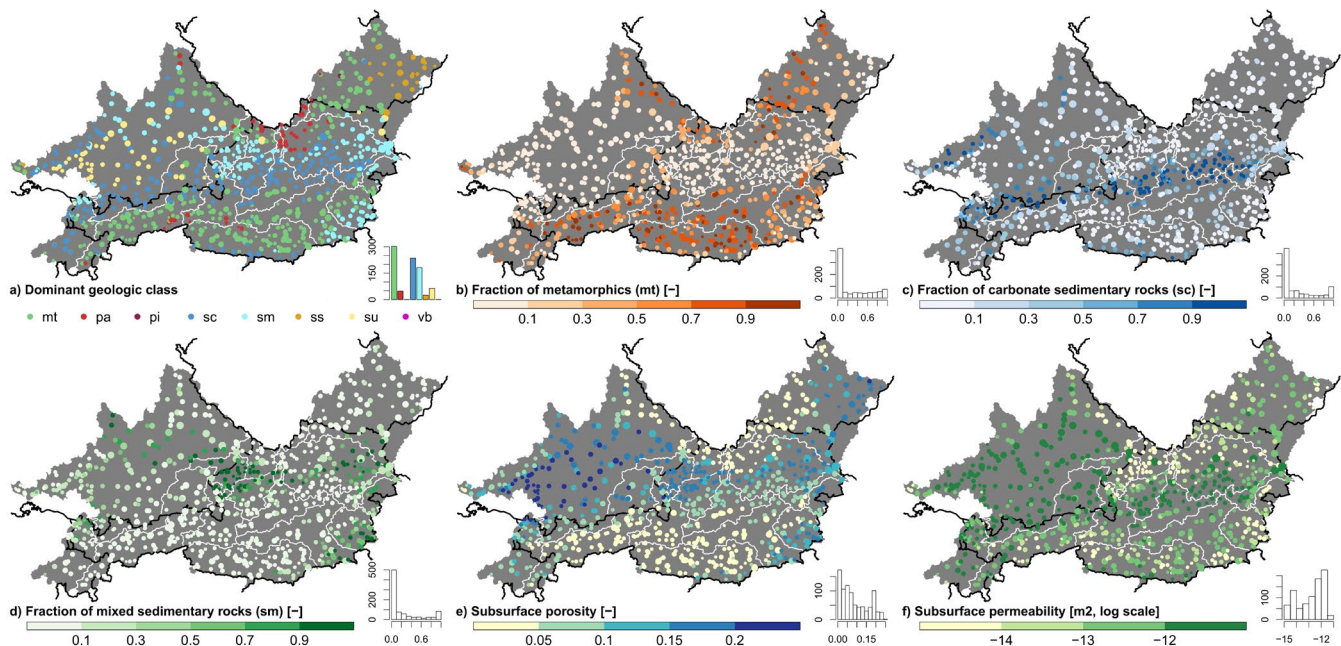 300
150
0
a) Dominant geologic class
mt pa pi sc sm ss su vb
200
0
0.0 0.6
b) Fraction of metamorphics (mt) [-]
0.1 0.3 0.5 0.7 0.9
200
0
0.0 0.6
c) Fraction of carbonate sedimentary rocks (sc) [-]
0.1 0.3 0.5 0.7 0.9
500
200
0
0.0 0.6
d) Fraction of mixed sedimentary rocks (sm) [-]
0.1 0.3 0.5 0.7 0.9
100
0
0.00 0.15
e) Subsurface porosity [-]
0.05 0.1 0.15 0.2
100
0
−15 −12
f) Subsurface permeability [m2, log scale]
−14 −13 −12